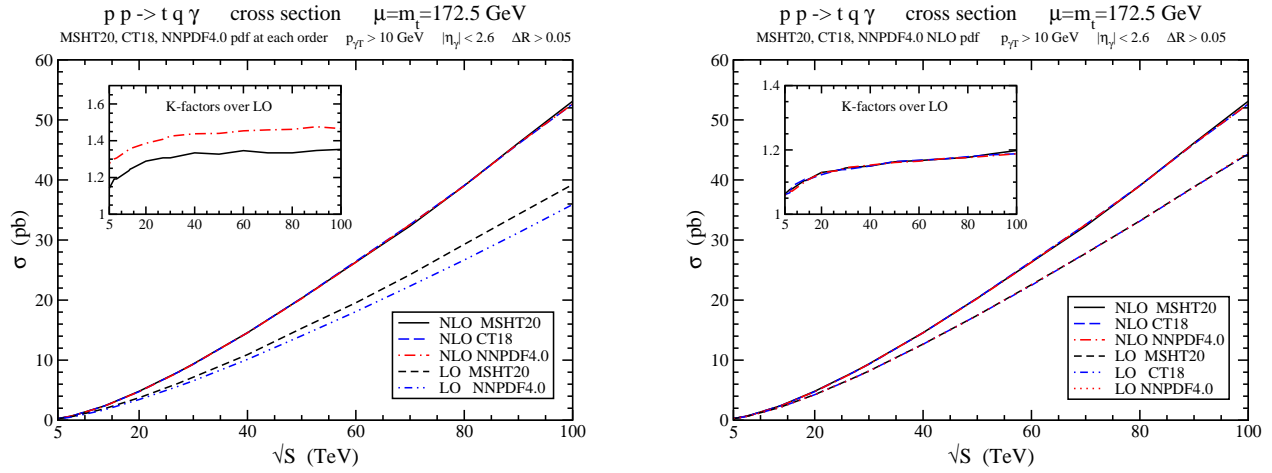 p p -> t q γ    cross section    μ=m_t=172.5 GeV
MSHT20, CT18, NNPDF4.0 pdf at each order    p_γT > 10 GeV    |η_γ| < 2.6    ΔR > 0.05
60
50
40
30
20
10
0
σ (pb)
1.6
1.4
1.2
1
K-factors over LO
5 20 40 60 80 100
NLO MSHT20
NLO CT18
NLO NNPDF4.0
LO MSHT20
LO NNPDF4.0
5 20 40 60 80 100
√S (TeV)
p p -> t q γ    cross section    μ=m_t=172.5 GeV
MSHT20, CT18, NNPDF4.0 NLO pdf    p_γT > 10 GeV    |η_γ| < 2.6    ΔR > 0.05
60
50
40
30
20
10
0
σ (pb)
1.4
1.2
1
K-factors over LO
5 20 40 60 80 100
NLO MSHT20
NLO CT18
NLO NNPDF4.0
LO MSHT20
LO CT18
LO NNPDF4.0
5 20 40 60 80 100
√S (TeV)